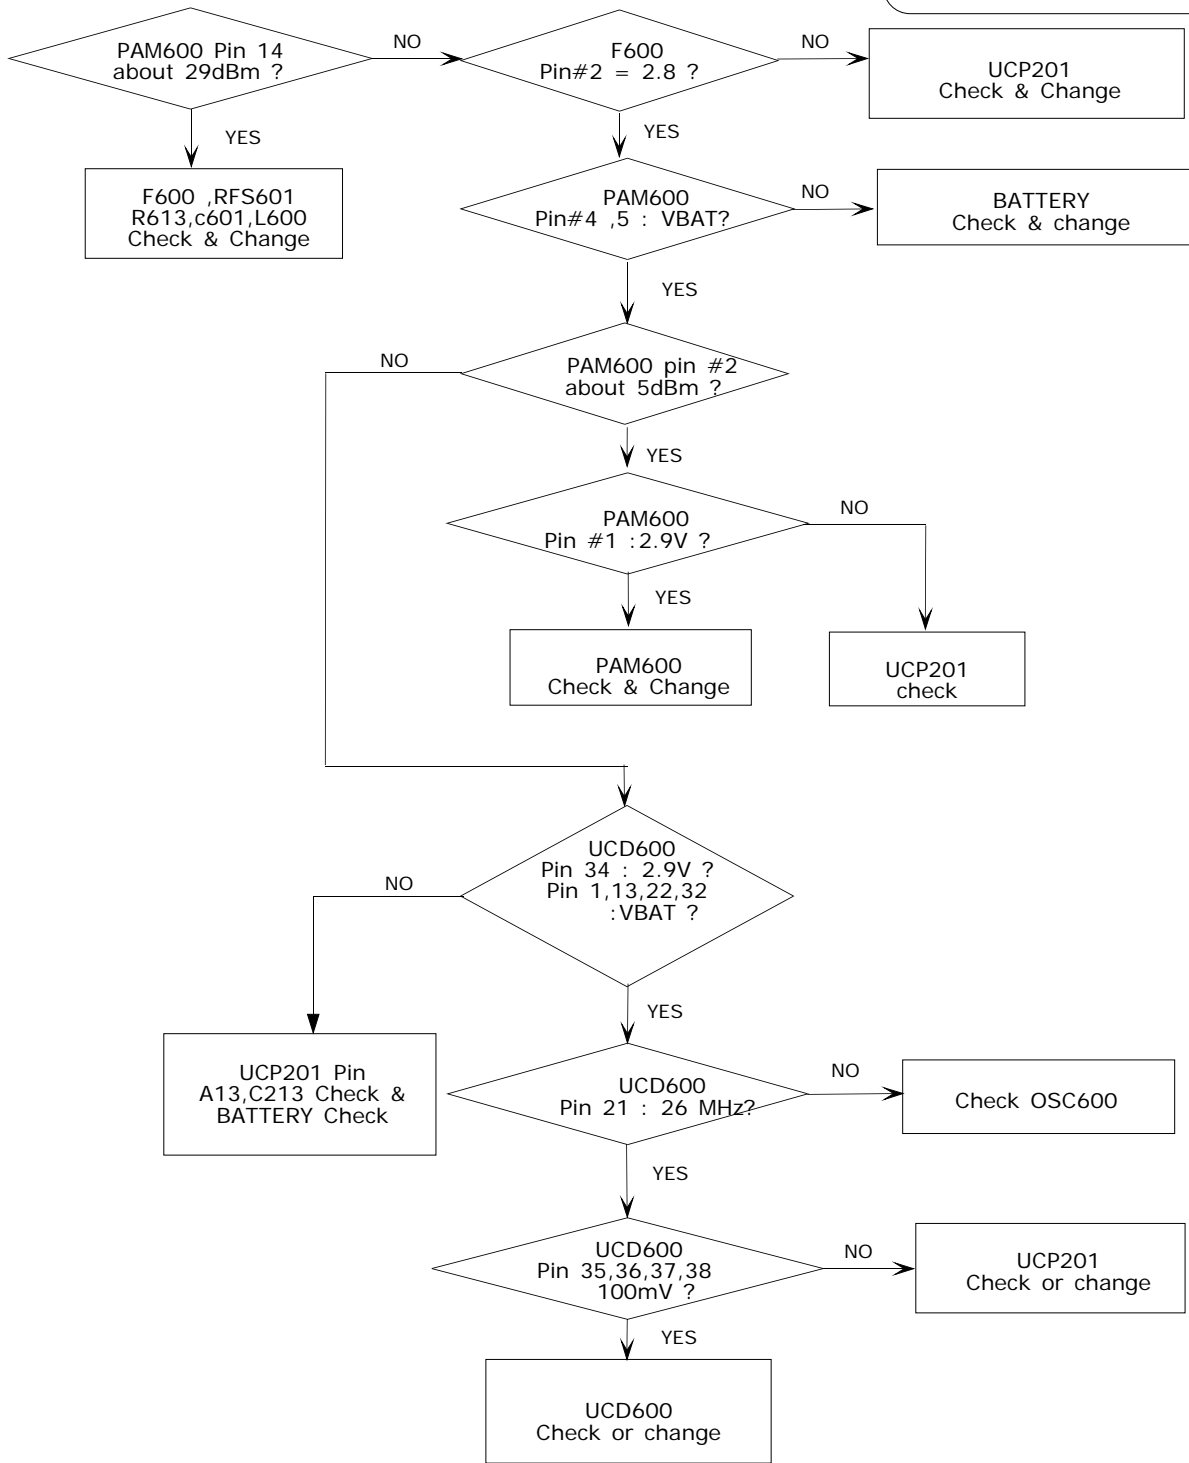 PAM600 Pin 14
about 29dBm ?
NO
F600
Pin#2 = 2.8 ?
NO
UCP201
Check & Change
YES
YES
F600 ,RFS601
R613,c601,L600
Check & Change
PAM600
Pin#4 ,5 : VBAT?
NO
BATTERY
Check & change
YES
NO
PAM600 pin #2
about 5dBm ?
YES
PAM600
Pin #1 :2.9V ?
NO
YES
PAM600
Check & Change
UCP201
check
UCD600
Pin 34 : 2.9V ?
Pin 1,13,22,32
:VBAT ?
NO
YES
UCP201 Pin
A13,C213 Check &
BATTERY Check
UCD600
Pin 21 : 26 MHz?
NO
Check OSC600
YES
UCD600
Pin 35,36,37,38
100mV ?
NO
UCP201
Check or change
YES
UCD600
Check or change